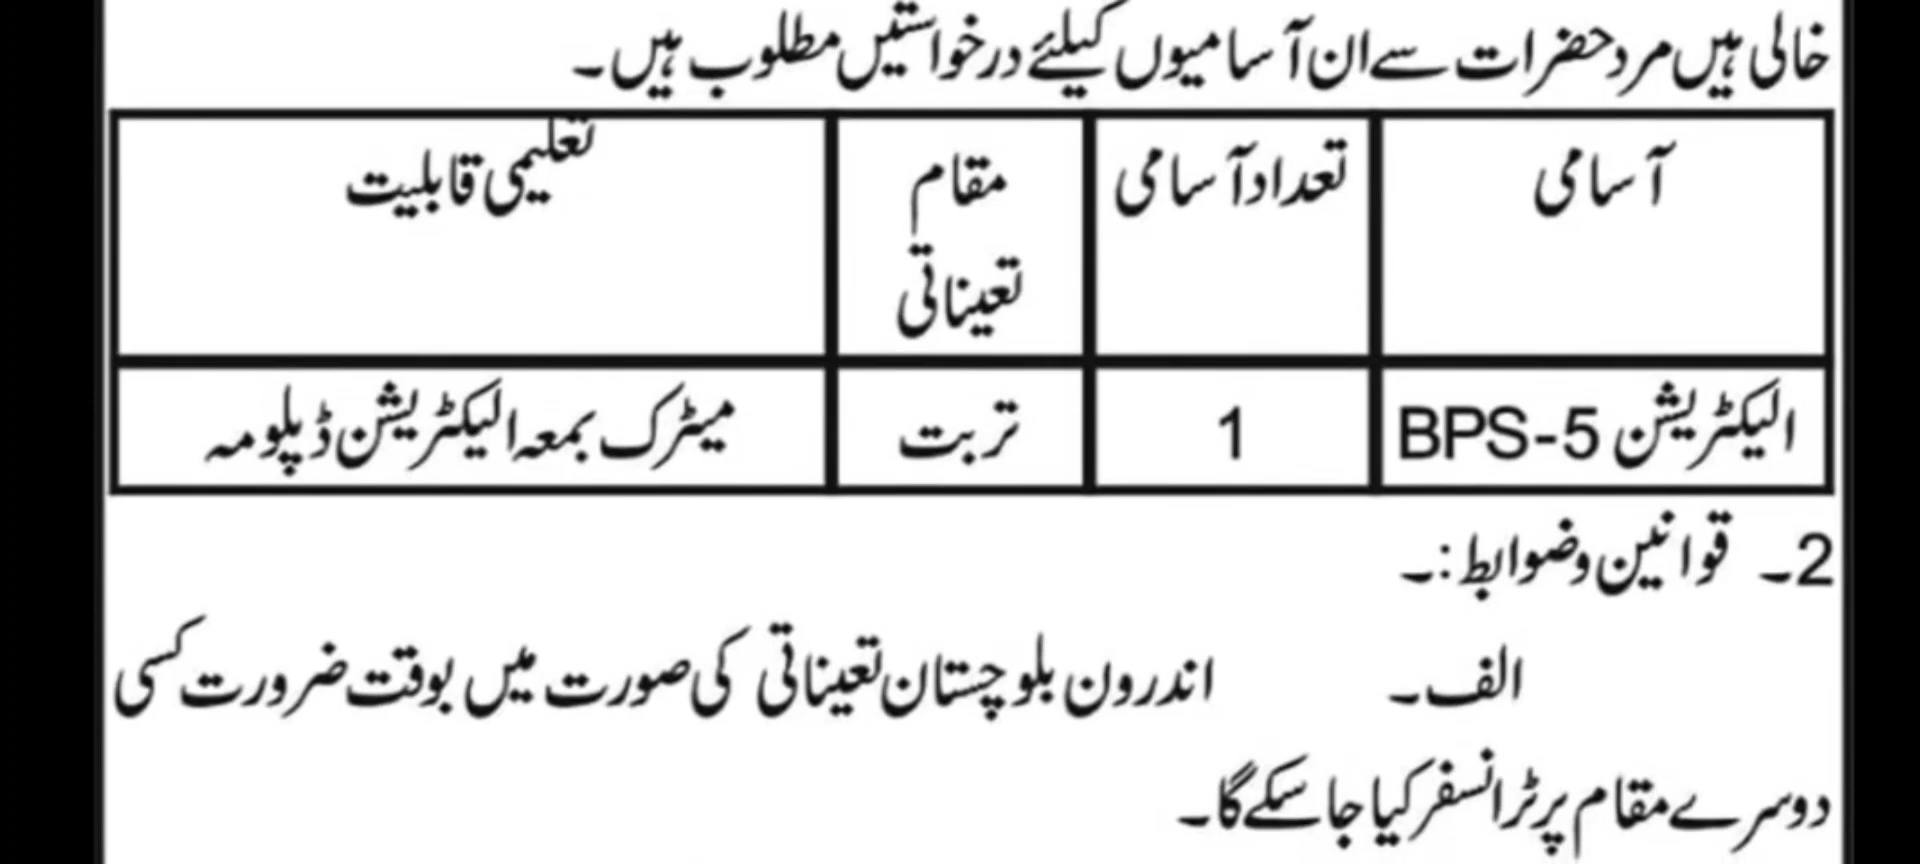 خالی ہیں مرد حضرات سے ان آسامیوں کیلئے درخواستیں مطلوب ہیں۔
آسامی تعداد آسامی مقام تعیناتی تعلیمی قابلیت
الیکٹریشن BPS-5 1 تربت میٹرک بمعہ الیکٹریشن ڈپلومہ
2۔ قوانین وضوابط:۔
الف۔ اندرون بلوچستان تعیناتی کی صورت میں بوقت ضرورت کسی
دوسرے مقام پر ٹرانسفر کیا جا سکے گا۔